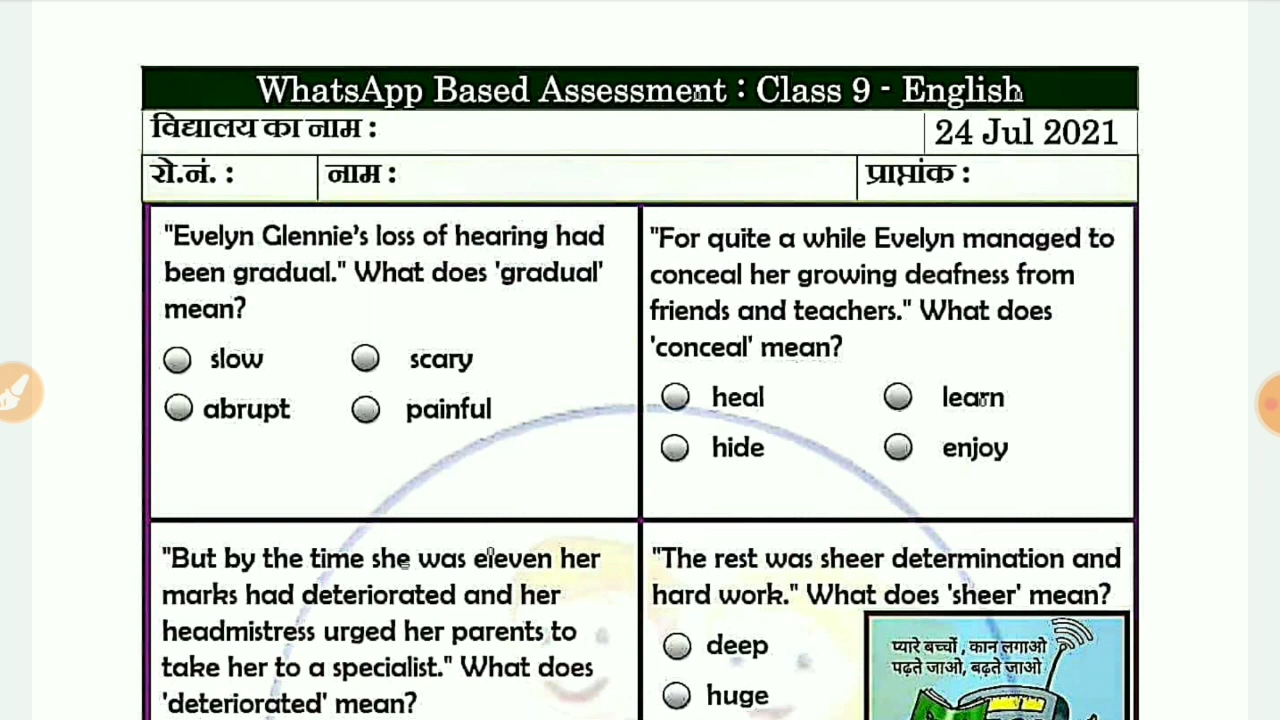 WhatsApp Based Assessment : Class 9 - English
विद्यालय का नाम :
24 Jul 2021
रो.नं. :
नाम :
प्राप्तांक :
"Evelyn Glennie's loss of hearing had
been gradual." What does 'gradual'
mean?
slow scary
abrupt painful
"For quite a while Evelyn managed to
conceal her growing deafness from
friends and teachers." What does
'conceal' mean?
heal learn
hide enjoy
"But by the time she was eleven her
marks had deteriorated and her
headmistress urged her parents to
take her to a specialist." What does
'deteriorated' mean?
"The rest was sheer determination and
hard work." What does 'sheer' mean?
deep
huge
प्यारे बच्चों , कान लगाओ
पढ़ते जाओ, बढ़ते जाओ